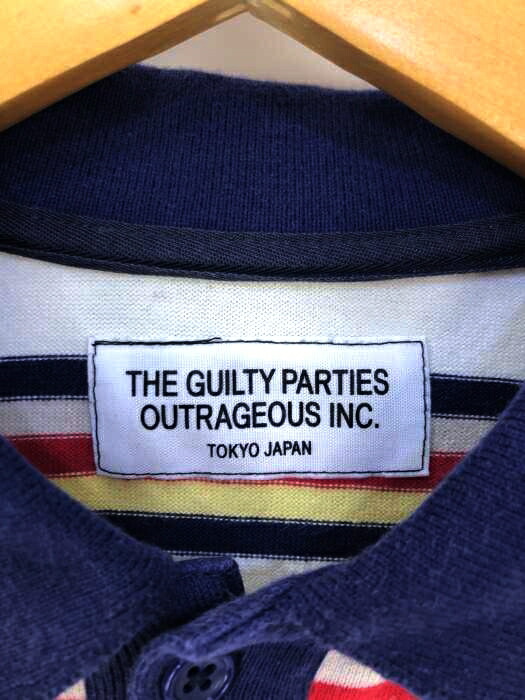 THE GUILTY PARTIES
OUTRAGEOUS INC.
TOKYO JAPAN